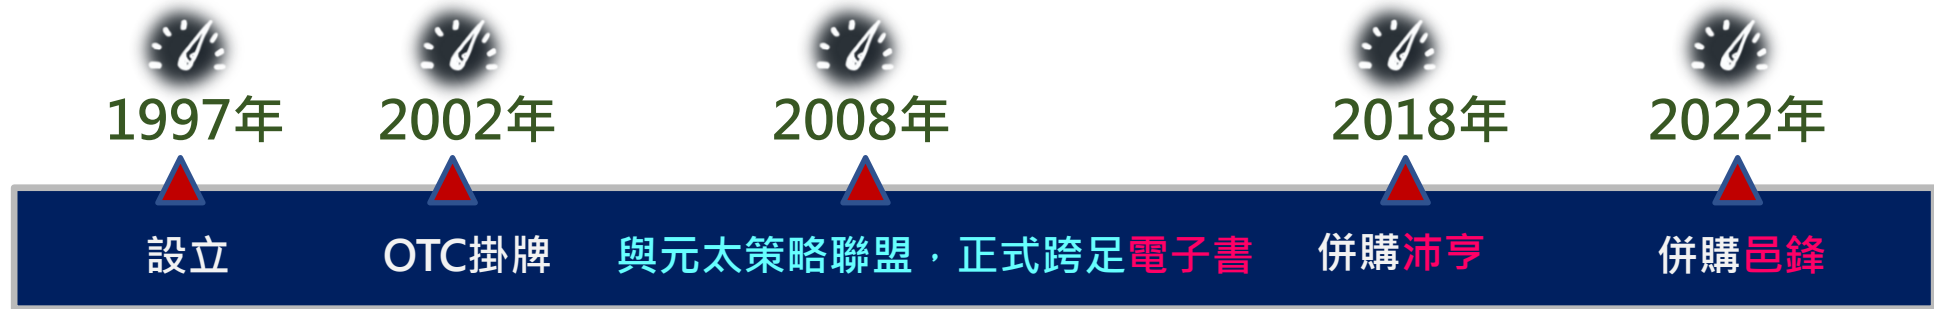 1997年 2002年 2008年 2018年 2022年
設立 OTC掛牌 與元太策略聯盟，正式跨足電子書 併購沛亨 併購邑鋒